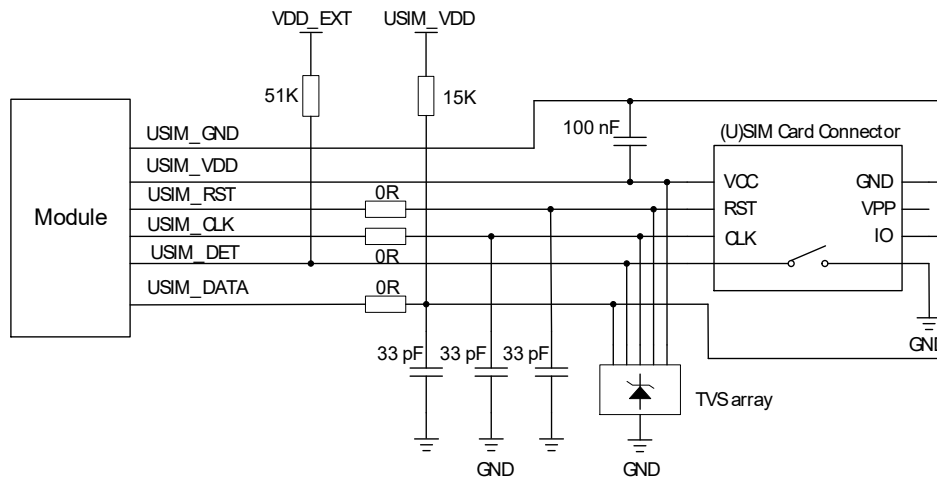 VDD_EXT
USIM_VDD
51K
15K
100 nF
(U)SIM Card Connector
USIM_GND
USIM_VDD
USIM_RST
USIM_CLK
USIM_DET
USIM_DATA
Module
0R
0R
0R
VCC
RST
CLK
GND
VPP
IO
GND
33 pF
33 pF
33 pF
TVS array
GND
GND